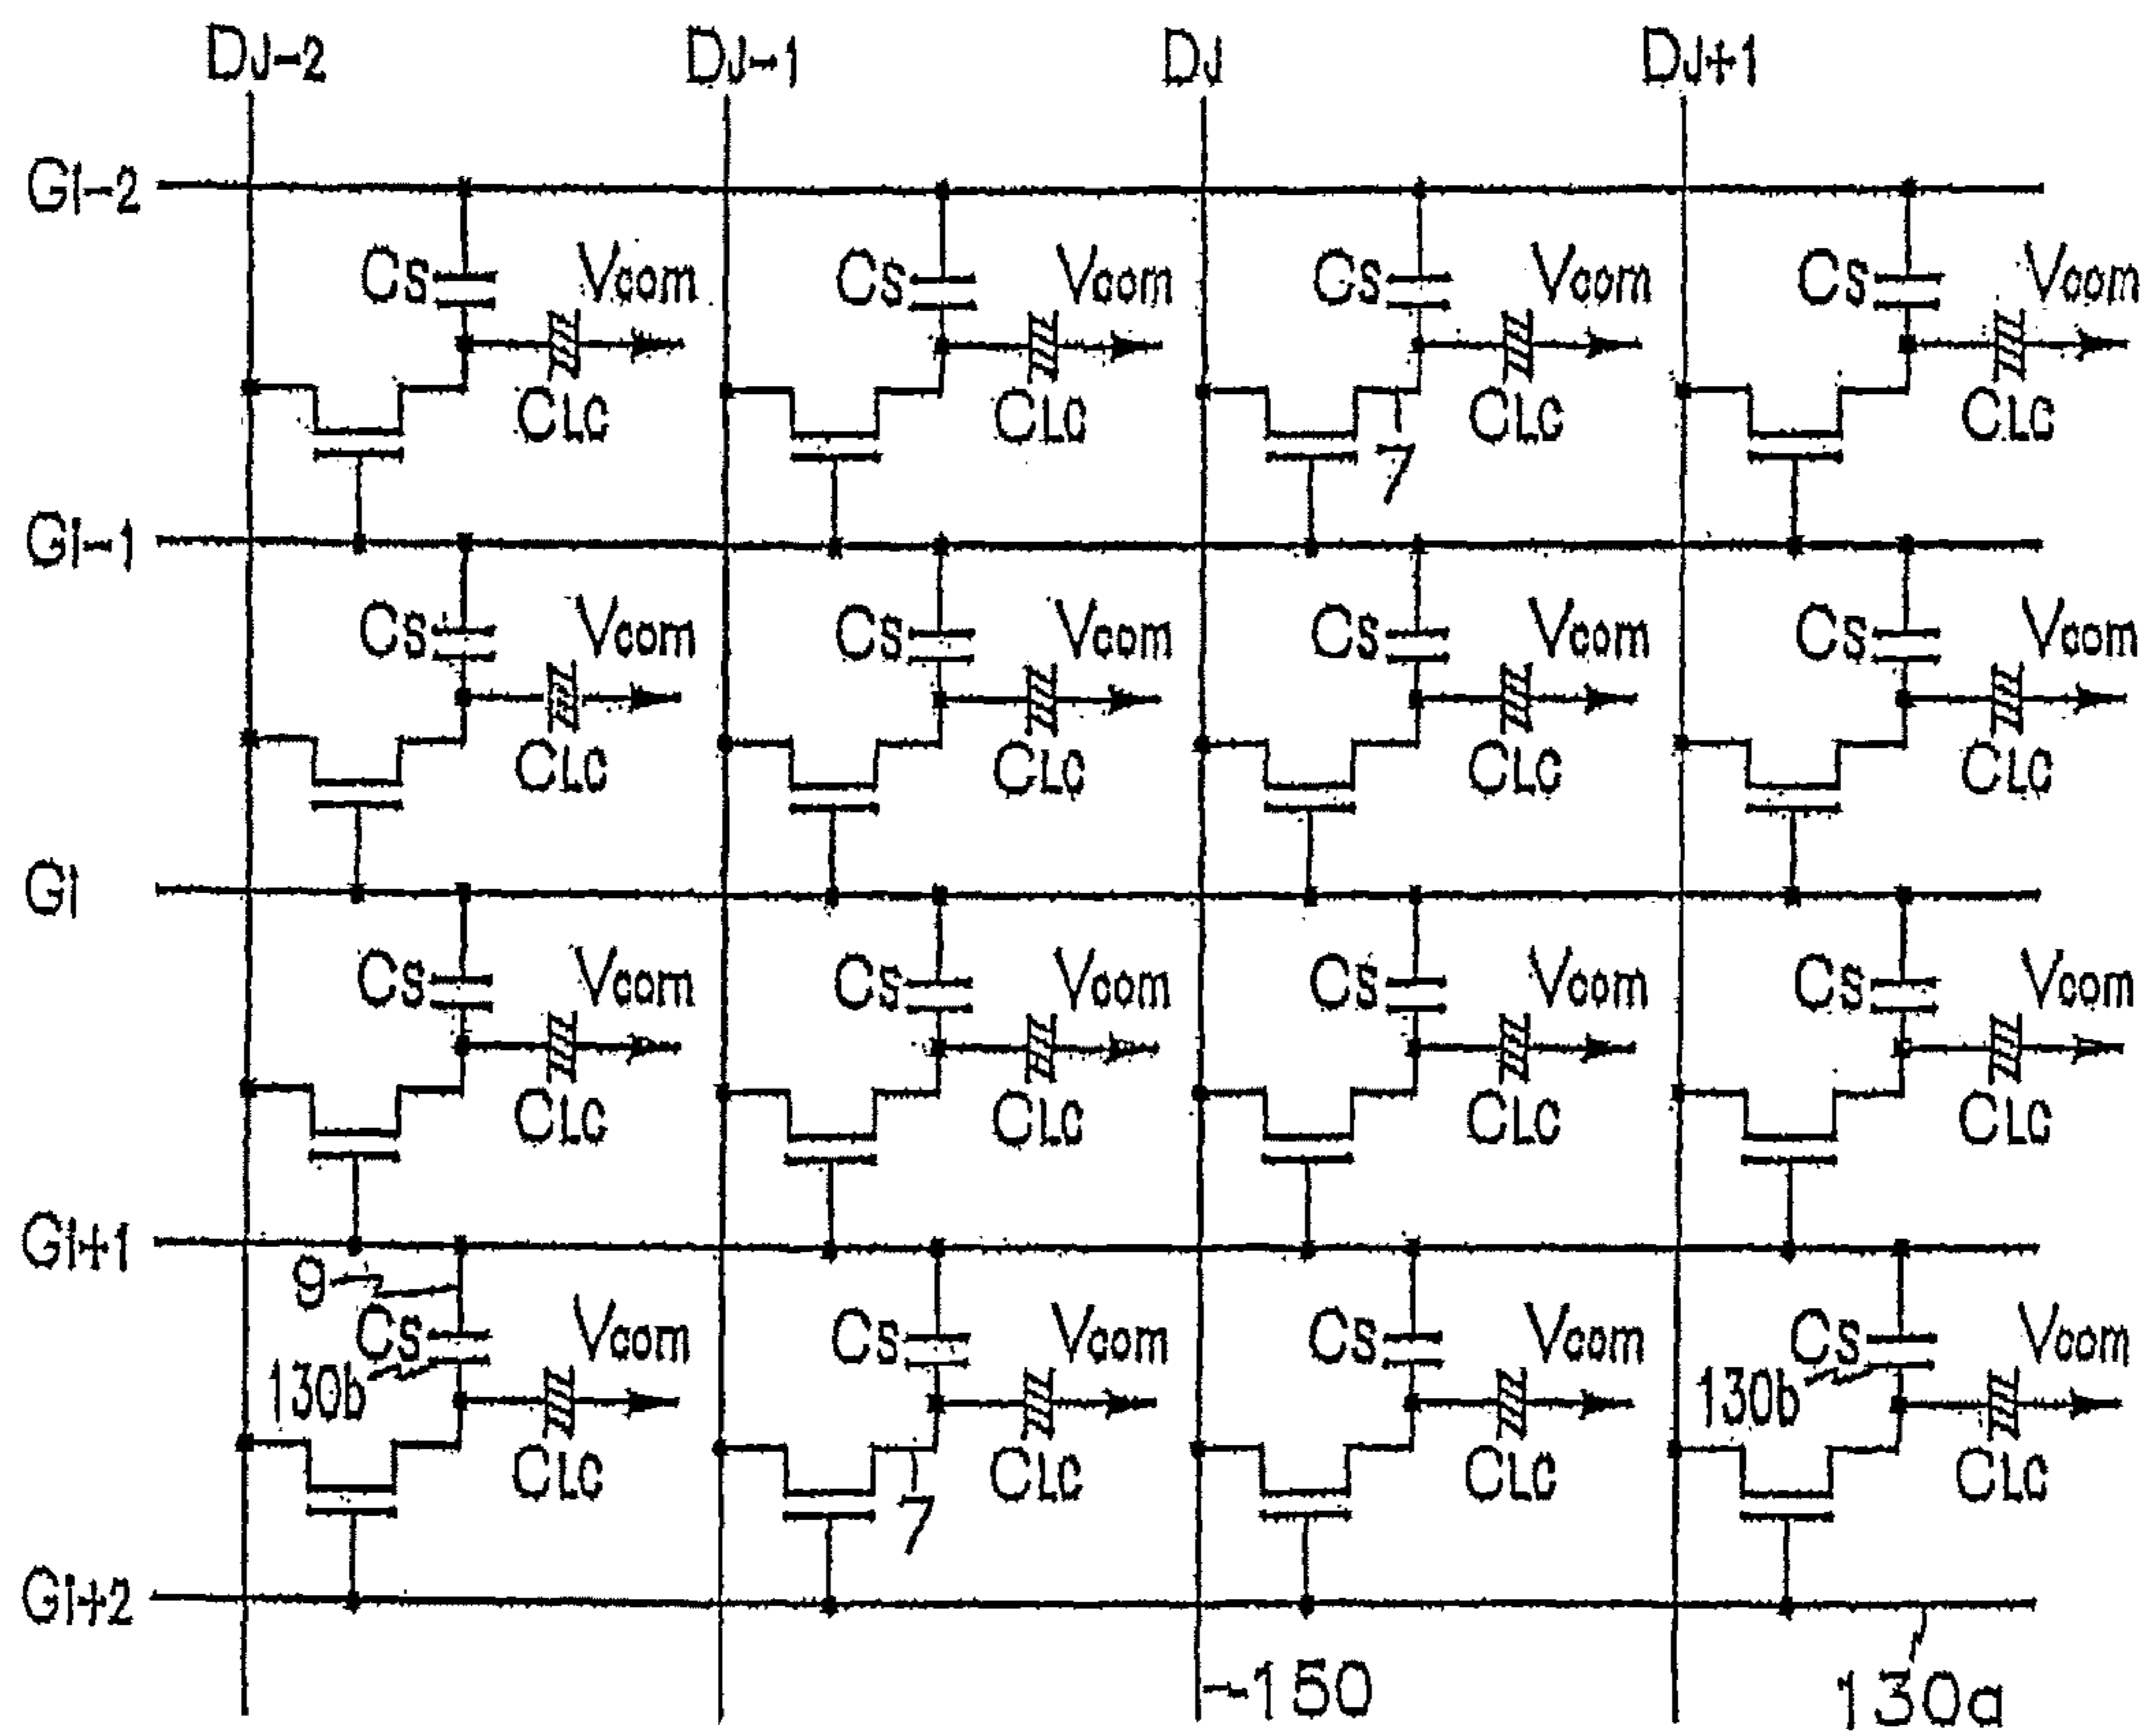 DJ-2 DJ-1 DJ DJ+1
Gi-2
Cs Vcom Cs Vcom Cs Vcom Cs Vcom
CLC CLC CLC CLC
7
Gi-1
Cs Vcom Cs Vcom Cs Vcom Cs Vcom
CLC CLC CLC CLC
Gi
Cs Vcom Cs Vcom Cs Vcom Cs Vcom
CLC CLC CLC CLC
Gi+1
9
Cs Vcom Cs Vcom Cs Vcom Cs Vcom
130b 130b
CLC CLC CLC CLC
7
Gi+2
150 130a